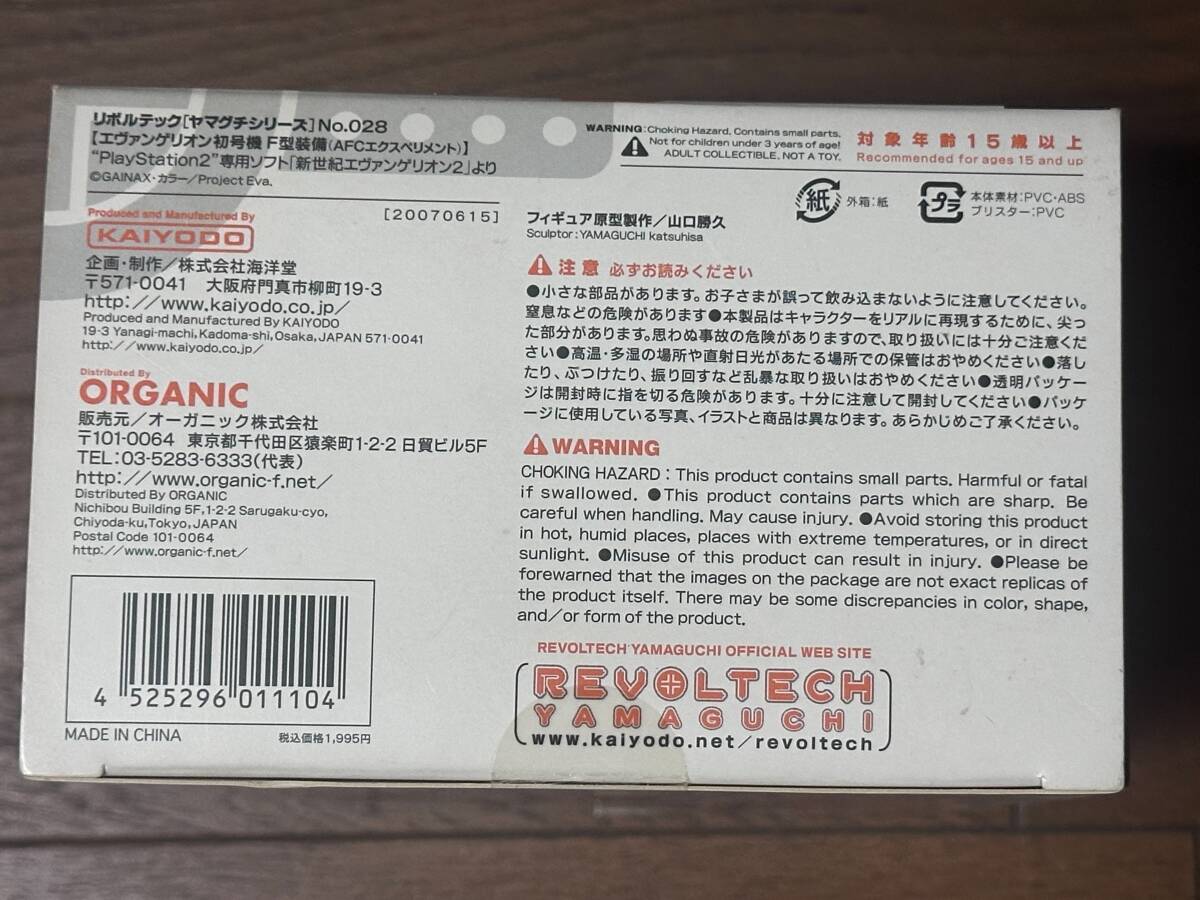 リボルテック[ヤマグチシリーズ]No.028
【エヴァンゲリオン初号機 F型装備(AFCエクスペリメント)】
"PlayStation2"専用ソフト「新世紀エヴァンゲリオン2」より
©GAINAX・カラー/Project Eva.
WARNING:Choking Hazard, Contains small parts.
Not for children under 3 years of age!
ADULT COLLECTIBLE, NOT A TOY.
対象年齢15歳以上
Recommended for ages 15 and up
紙
外箱:紙
プラ
本体素材:PVC・ABS
ブリスター:PVC
Produced and Manufactured By
[20070615]
KAIYODO
企画・制作/株式会社海洋堂
〒571-0041 大阪府門真市柳町19-3
http://www.kaiyodo.co.jp/
Produced and Manufactured By KAIYODO
19-3 Yanagi-machi, Kadoma-shi, Osaka, JAPAN 571-0041
http://www.kaiyodo.co.jp/
Distributed By
ORGANIC
販売元/オーガニック株式会社
〒101-0064 東京都千代田区猿楽町1-2-2 日貿ビル5F
TEL:03-5283-6333(代表)
http://www.organic-f.net/
Distributed By ORGANIC
Nichibou Building 5F,1-2-2 Sarugaku-cyo,
Chiyoda-ku,Tokyo,JAPAN
Postal Code 101-0064
http://www.organic-f.net/
4 525296 011104
MADE IN CHINA
税込価格1,995円
フィギュア原型製作/山口勝久
Sculptor:YAMAGUCHI katsuhisa
注意 必ずお読みください
●小さな部品があります。お子さまが誤って飲み込まないように注意してください。
窒息などの危険があります●本製品はキャラクターをリアルに再現するために、尖っ
た部分があります。思わぬ事故の危険がありますので、取り扱いには十分ご注意くだ
さい●高温・多湿の場所や直射日光があたる場所での保管はおやめください●落し
たり、ぶつけたり、振り回すなど乱暴な取り扱いはおやめください●透明パッケー
ジは開封時に指を切る危険があります。十分に注意して開封してください●パッケ
ージに使用している写真、イラストと商品は異なります。あらかじめご了承ください。
WARNING
CHOKING HAZARD : This product contains small parts. Harmful or fatal
if swallowed. ●This product contains parts which are sharp. Be
careful when handling. May cause injury. ●Avoid storing this product
in hot, humid places, places with extreme temperatures, or in direct
sunlight. ●Misuse of this product can result in injury. ●Please be
forewarned that the images on the package are not exact replicas of
the product itself. There may be some discrepancies in color, shape,
and/or form of the product.
REVOLTECH YAMAGUCHI OFFICIAL WEB SITE
REVOLTECH
YAMAGUCHI
www.kaiyodo.net/revoltech